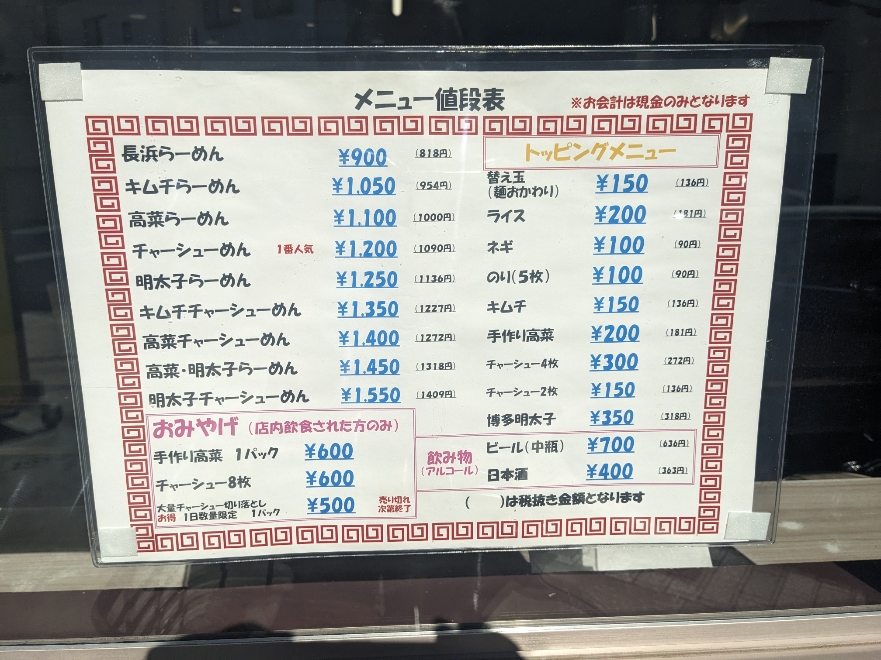 メニュー値段表
※お会計は現金のみとなります
長浜らーめん ¥900 (818円)
キムチらーめん ¥1.050 (954円)
高菜らーめん ¥1.100 (1000円)
チャーシューめん 1番人気 ¥1.200 (1090円)
明太子らーめん ¥1.250 (1136円)
キムチチャーシューめん ¥1.350 (1227円)
高菜チャーシューめん ¥1.400 (1272円)
高菜・明太子らーめん ¥1.450 (1318円)
明太子チャーシューめん ¥1.550 (1409円)
おみやげ (店内飲食された方のみ)
手作り高菜 1パック ¥600
チャーシュー8枚 ¥600
大量チャーシュー切り落とし
お得 1日数量限定 1パック ¥500
売り切れ
次第終了
トッピングメニュー
替え玉
(麺おかわり) ¥150 (136円)
ライス ¥200 (181円)
ネギ ¥100 (90円)
のり(5枚) ¥100 (90円)
キムチ ¥150 (136円)
手作り高菜 ¥200 (181円)
チャーシュー4枚 ¥300 (272円)
チャーシュー2枚 ¥150 (136円)
博多明太子 ¥350 (318円)
飲み物
(アルコール)
ビール(中瓶) ¥700 (636円)
日本酒 ¥400 (363円)
( )は税抜き金額となります